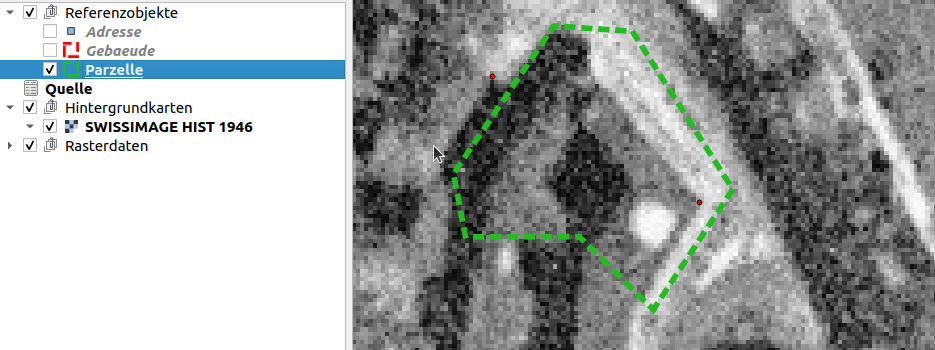 Referenzobjekte
Adresse
Gebaeude
Parzelle
Quelle
Hintergrundkarten
SWISSIMAGE HIST 1946
Rasterdaten